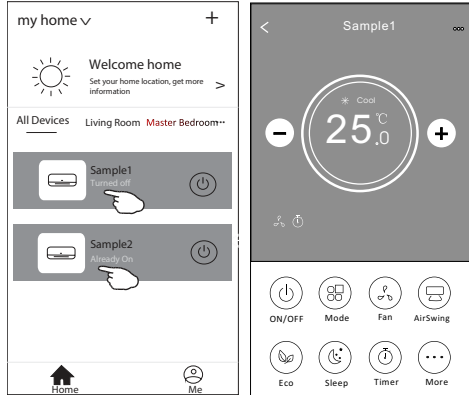 my home
Welcome home
Set your home location, get more
information
All Devices Living Room Master Bedroom···
Sample1
Turned off
Sample2
Already On
Home Me
Sample1
Cool
25.0 ℃
ON/OFF Mode Fan AirSwing
Eco Sleep Timer More